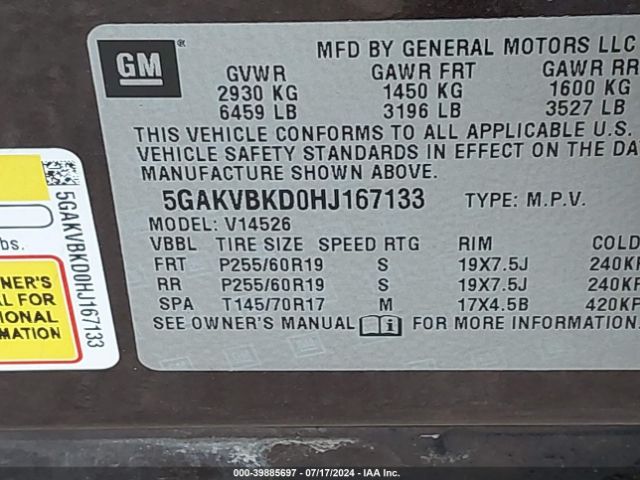 GM ®
MFD BY GENERAL MOTORS LLC
GVWR GAWR FRT GAWR RR
2930 KG 1450 KG 1600 KG
6459 LB 3196 LB 3527 LB
THIS VEHICLE CONFORMS TO ALL APPLICABLE U.S.
VEHICLE SAFETY STANDARDS IN EFFECT ON THE
MANUFACTURE SHOWN ABOVE.
5GAKVBKD0HJ167133 TYPE: M.P.V.
MODEL: V14526
VBBL TIRE SIZE SPEED RTG RIM COLD
FRT P255/60R19 S 19X7.5J 240KP
RR P255/60R19 S 19X7.5J 240KP
SPA T145/70R17 M 17X4.5B 420KP
SEE OWNER'S MANUAL FOR MORE INFORMATION.
5GAKVBKD0HJ167133
bs.
NER'S
AL FOR
IONAL
MATION
000-39885697 - 07/17/2024 - IAA Inc.